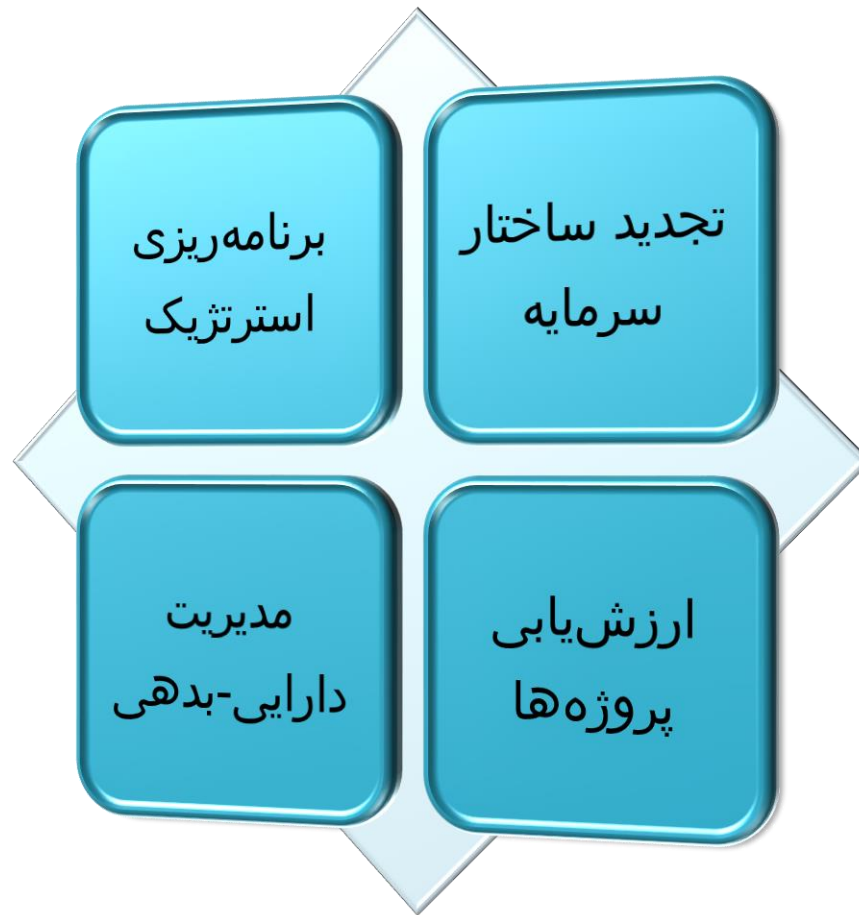 تجدید ساختار
سرمایه
برنامه‌ریزی
استرتژیک
ارزش‌یابی
پروژه‌ها
مدیریت
دارایی-بدهی